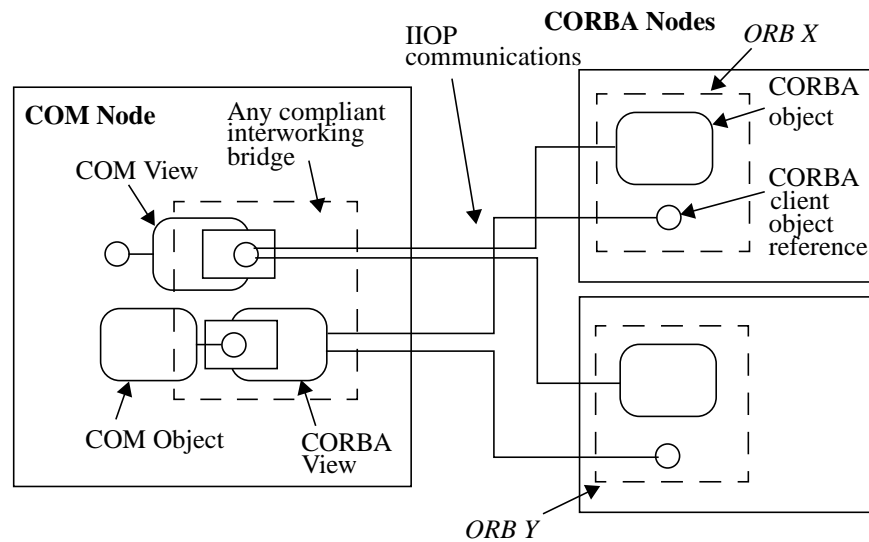 CORBA Nodes
ORB X
IIOP
communications
CORBA
object
COM Node
Any compliant
interworking
bridge
COM View
CORBA
client
object
reference
COM Object
CORBA
View
ORB Y